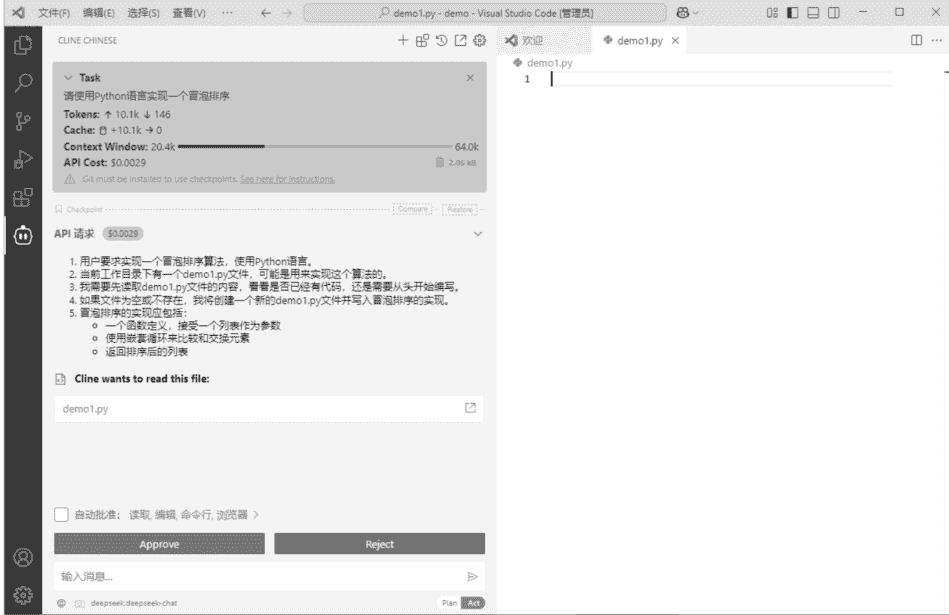 文件(F) 编辑(E) 选择(S) 查看(V) ··· demo1.py - demo - Visual Studio Code [管理员]
CLINE CHINESE
欢迎 demo1.py
demo1.py
1
Task
请使用Python语言实现一个冒泡排序
Tokens: ↑ 10.1k ↓ 146
Cache: +10.1k → 0
Context Window: 20.4k 64.0k
API Cost: $0.0029 2.06 kB
Git must be installed to use checkpoints. See here for instructions.
Checkpoint Compare Restore
API 请求 $0.0029
1. 用户要求实现一个冒泡排序算法，使用Python语言。
2. 当前工作目录下有一个demo1.py文件，可能是用来实现这个算法的。
3. 我需要先读取demo1.py文件的内容，看看是否已经有代码，还是需要从头开始编写。
4. 如果文件为空或不存在，我将创建一个新的demo1.py文件并写入冒泡排序的实现。
5. 冒泡排序的实现应包括：
一个函数定义，接受一个列表作为参数
使用嵌套循环来比较和交换元素
返回排序后的列表
Cline wants to read this file:
demo1.py
自动批准： 读取, 编辑, 命令行, 浏览器 >
Approve Reject
输入消息...
deepseek:deepseek-chat Plan Act